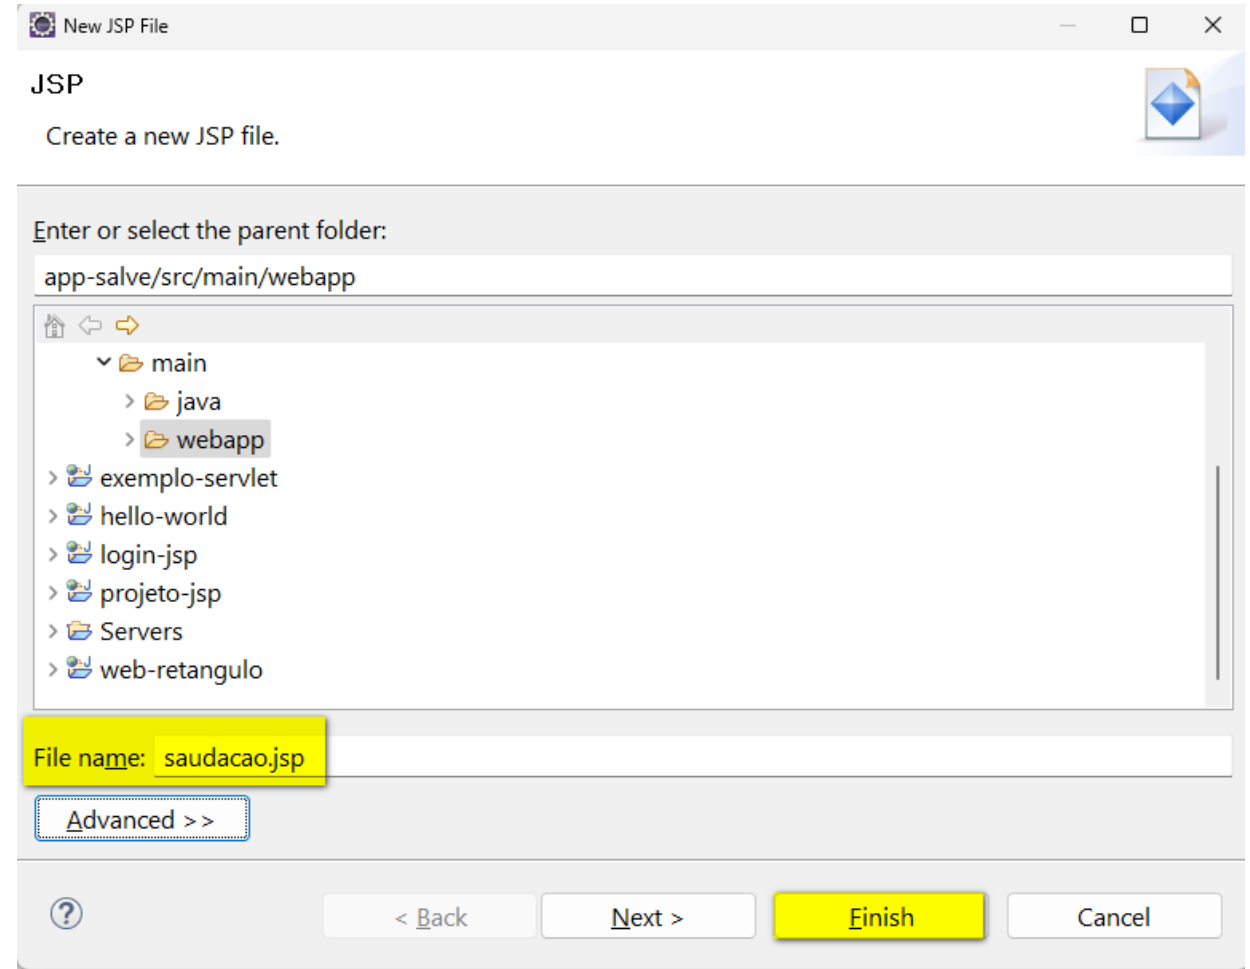 New JSP File
JSP
Create a new JSP file.
Enter or select the parent folder:
app-salve/src/main/webapp
main
java
webapp
exemplo-servlet
hello-world
login-jsp
projeto-jsp
Servers
web-retangulo
File name: saudacao.jsp
Advanced >>
? < Back Next > Finish Cancel